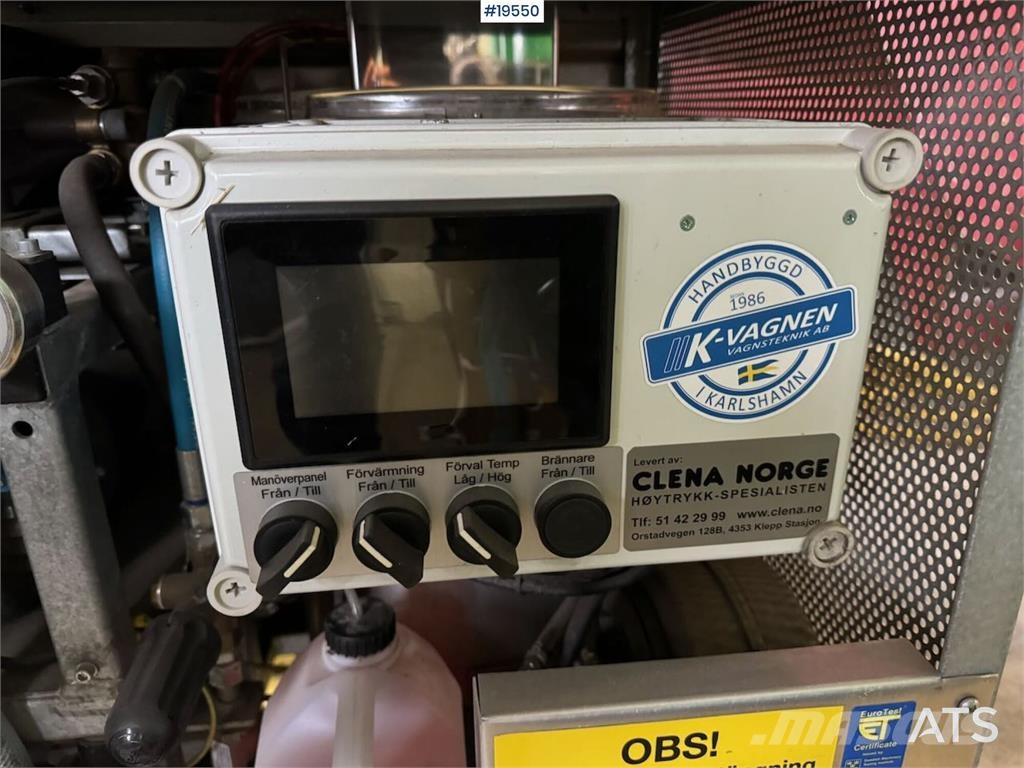 #19550
HANDBYGGD
1986
K-VAGNEN
VAGNSTEKNIK AB
I KARLSHAMN
Manöverpanel
Från / Till
Förvärmning
Från / Till
Förval Temp
Låg / Hög
Brännare
Från / Till
Levert av:
CLENA NORGE
HØYTRYKK-SPESIALISTEN
Tlf: 51 42 29 99 www.clena.no
Orstadvegen 128B, 4353 Klepp Stasjon
OBS!
EuroTest
ET
Certificate
ATS